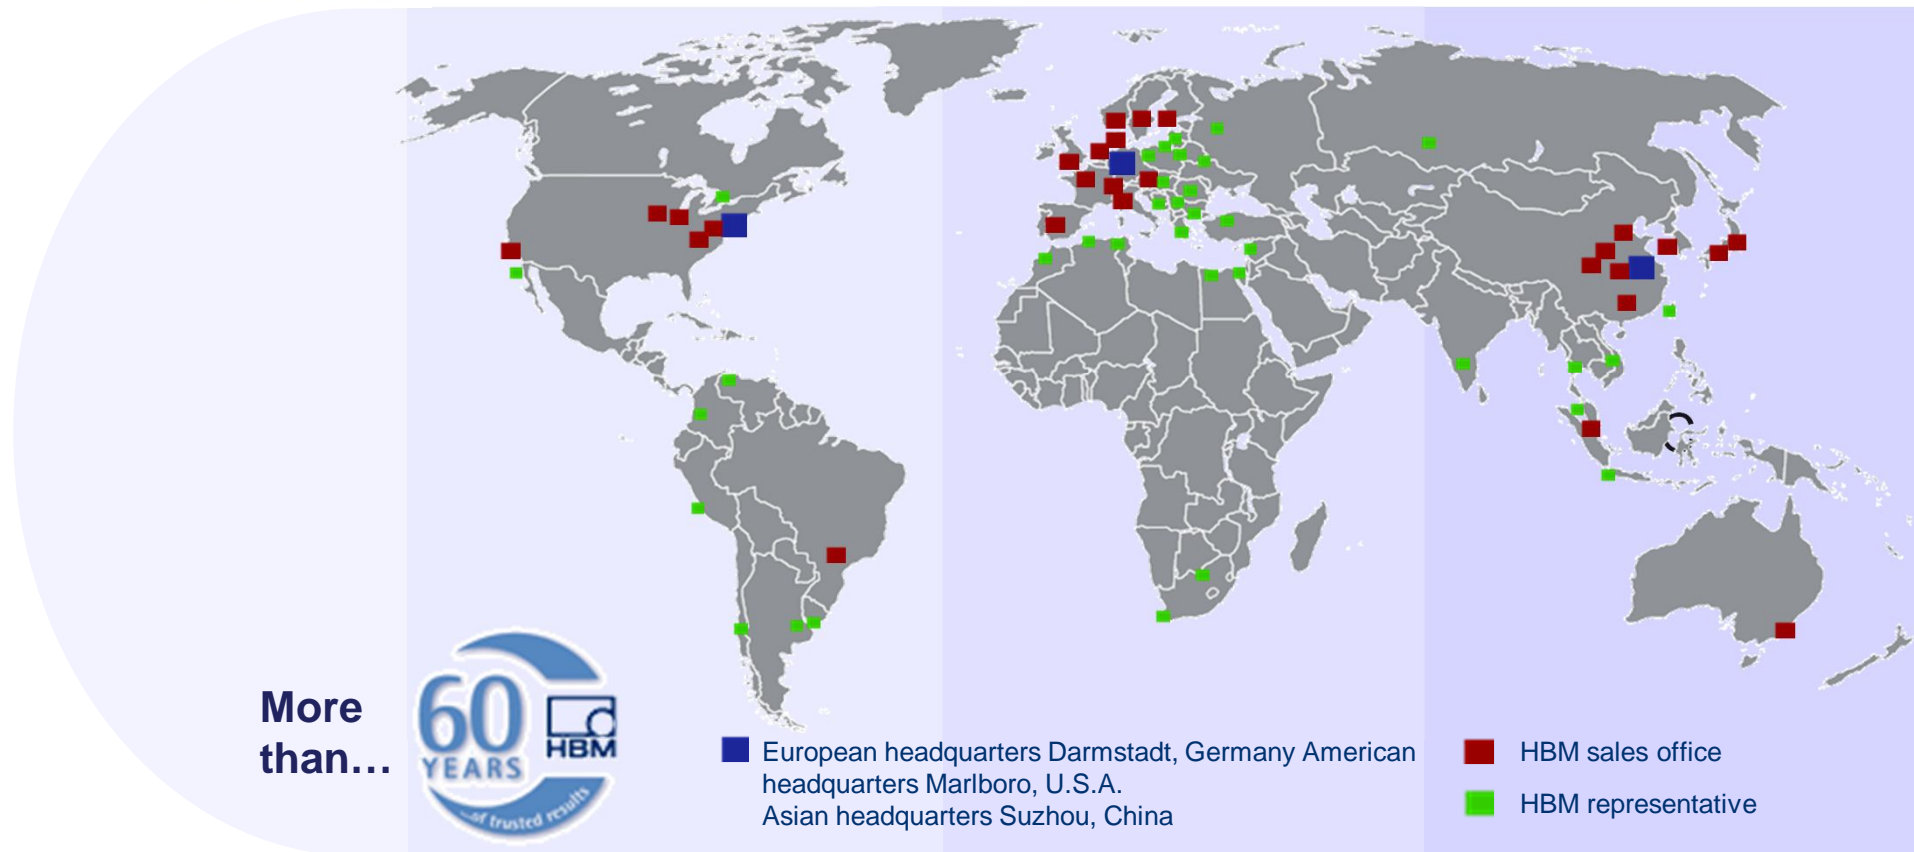 More
than...
60
YEARS
HBM
...of trusted results
European headquarters Darmstadt, Germany American
headquarters Marlboro, U.S.A.
Asian headquarters Suzhou, China
HBM sales office
HBM representative